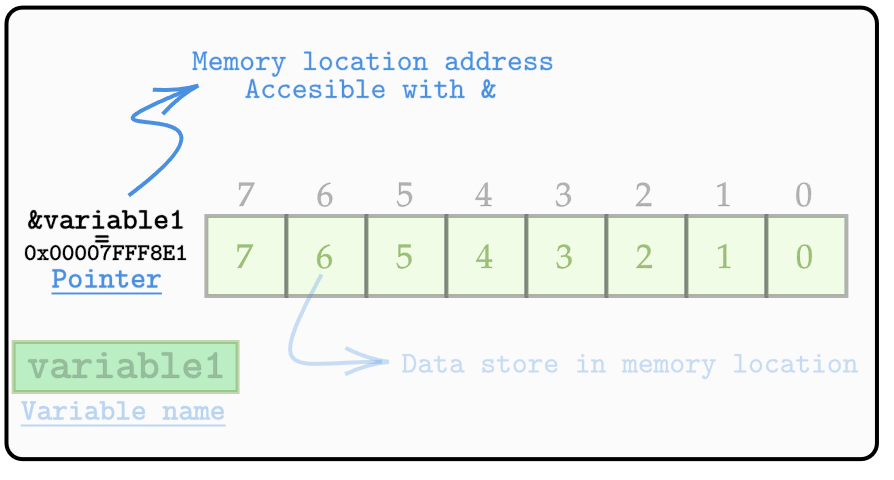 Memory location address
Accesible with &
7 6 5 4 3 2 1 0
&variable1
=
0x00007FFF8E1
Pointer
7 6 5 4 3 2 1 0
variable1
Data store in memory location
Variable name